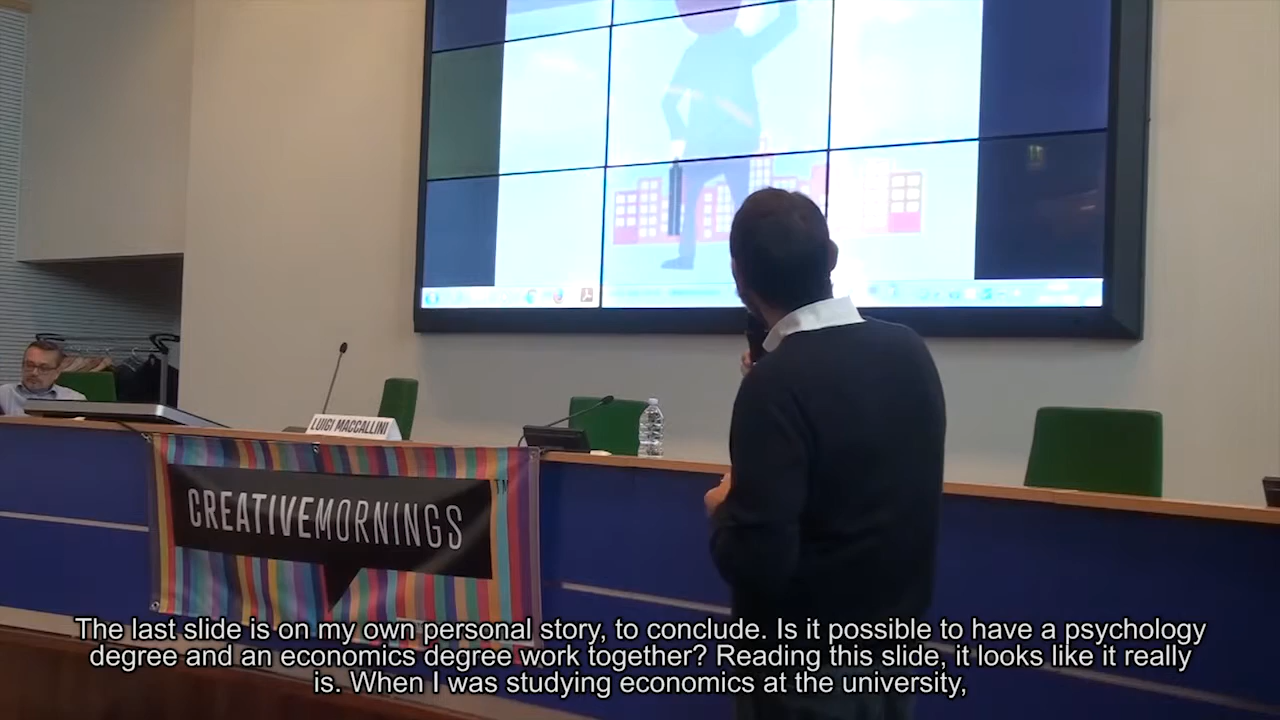 LUIGI MACCALLINI
CREATIVEMORNINGS
TM
The last slide is on my own personal story, to conclude. Is it possible to have a psychology
degree and an economics degree work together? Reading this slide, it looks like it really
is. When I was studying economics at the university,